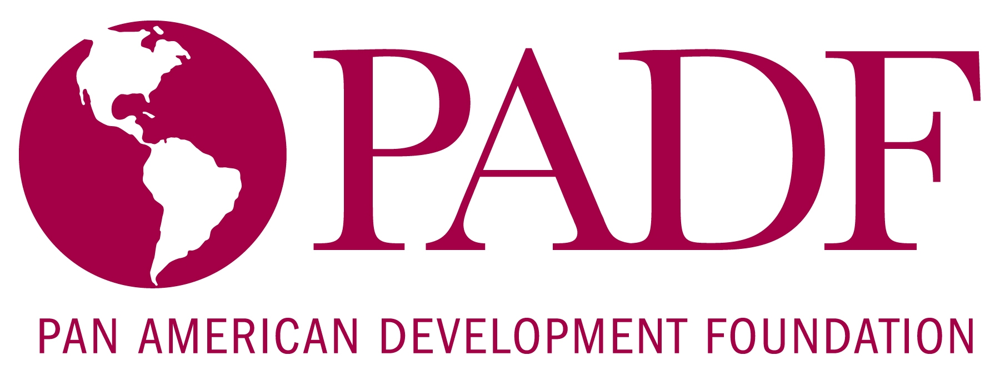 PADF
PAN AMERICAN DEVELOPMENT FOUNDATION